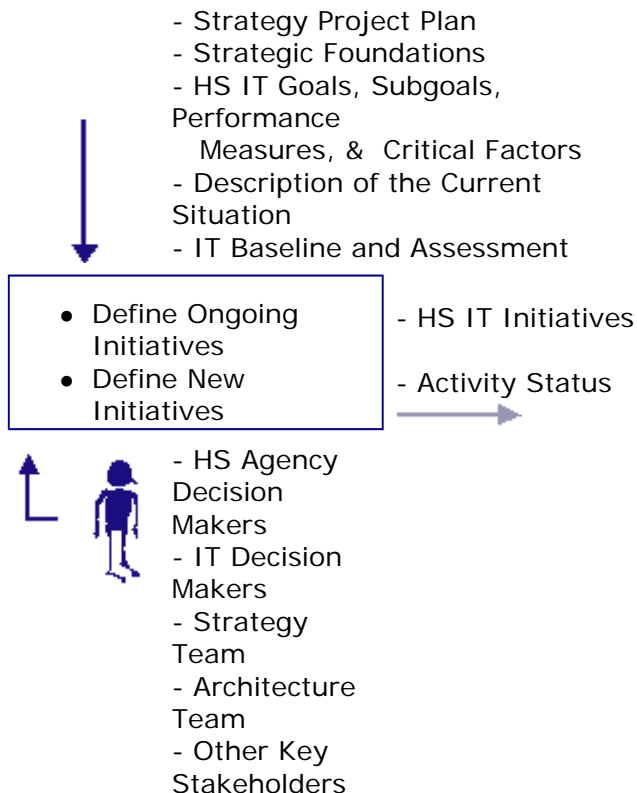 - Strategy Project Plan
- Strategic Foundations
- HS IT Goals, Subgoals,
Performance
Measures, & Critical Factors
- Description of the Current
Situation
- IT Baseline and Assessment
● Define Ongoing
Initiatives
● Define New
Initiatives
- HS IT Initiatives
- Activity Status
- HS Agency
Decision
Makers
- IT Decision
Makers
- Strategy
Team
- Architecture
Team
- Other Key
Stakeholders